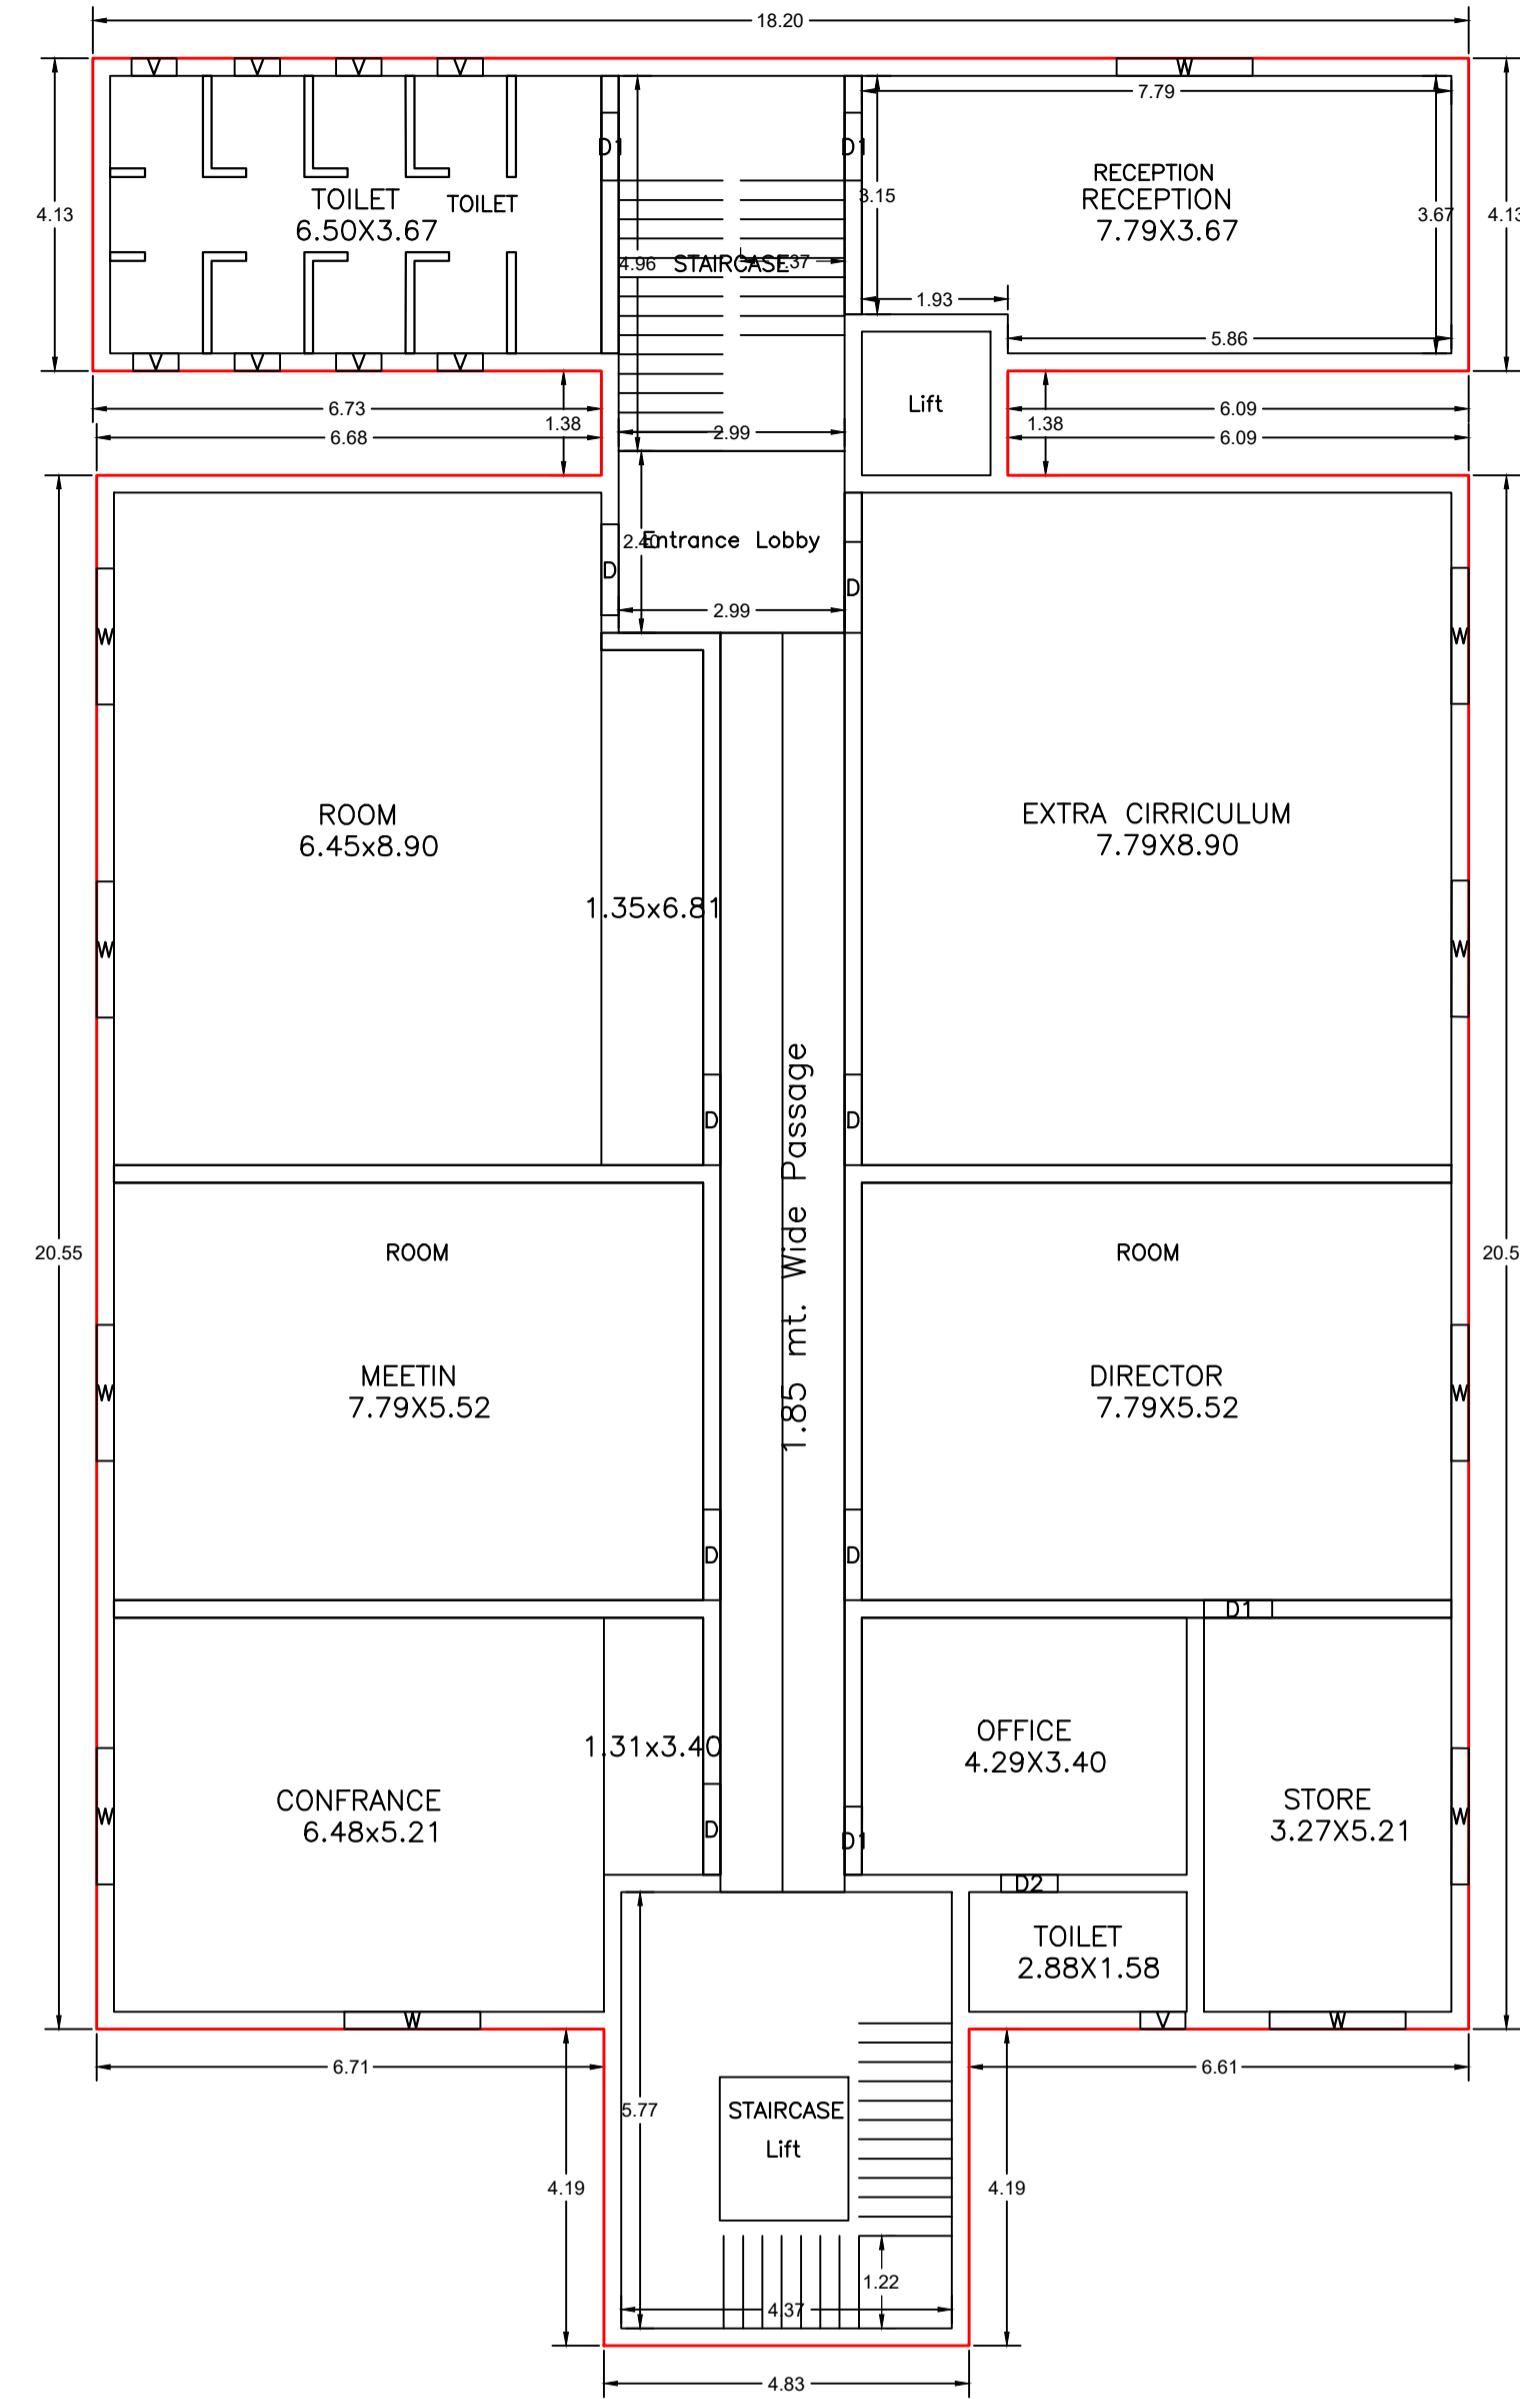 18.20
V V V V W
7.79
D1 D1
4.13
TOILET
6.50X3.67
TOILET
3.15
RECEPTION
RECEPTION
7.79X3.67
3.67
4.13
4.96 STAIRCASE
1.93
5.86
V V V V
Lift
6.73
6.68
1.38
2.99
1.38
6.09
6.09
2.40
Entrance Lobby
D D
2.99
W W
ROOM
6.45x8.90
EXTRA CIRRICULUM
7.79X8.90
1.35x6.81
W W
D D
1.85 mt. Wide Passage
20.55
ROOM
ROOM
20.5
MEETIN
7.79X5.52
DIRECTOR
7.79X5.52
W W
D D
D1
1.31x3.40
OFFICE
4.29X3.40
CONFRANCE
6.48x5.21
STORE
3.27X5.21
W W
D D1
D2
TOILET
2.88X1.58
W V W
6.71
6.61
5.77
STAIRCASE
Lift
4.19
4.19
1.22
4.37
4.83